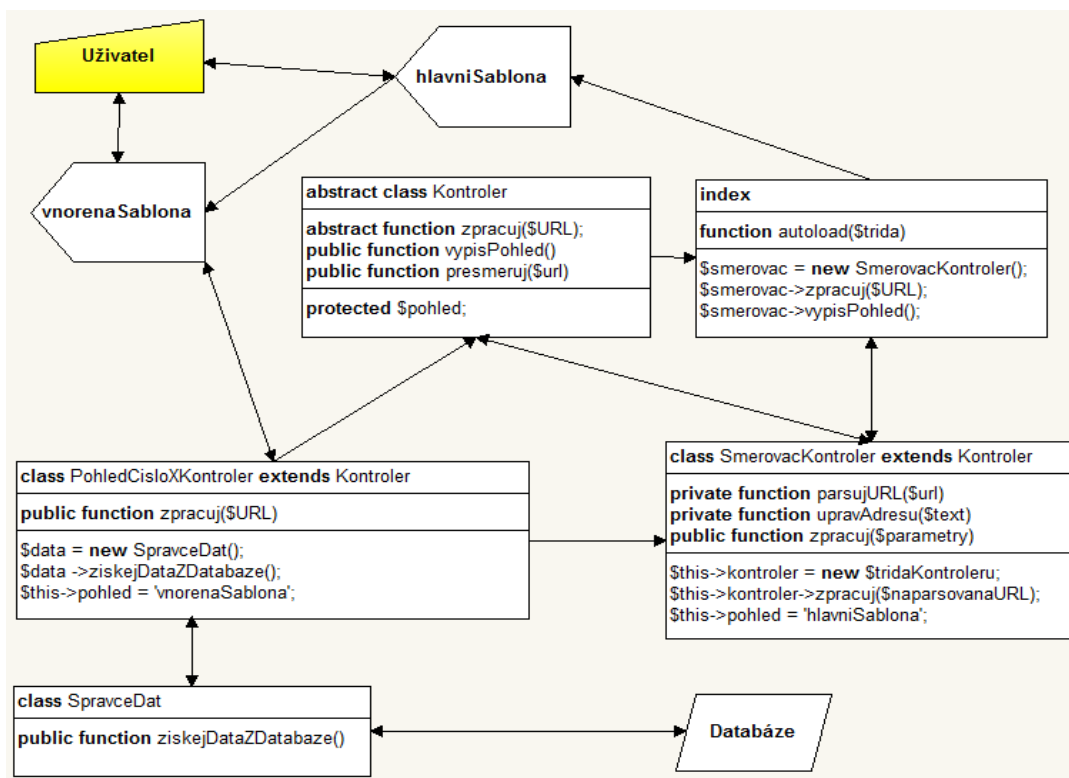 Uživatel
hlavniSablona
vnorenaSablona
abstract class Kontroler
abstract function zpracuj($URL);
public function vypisPohled()
public function presmeruj($url)
protected $pohled;
index
function autoload($trida)
$smerovac = new SmerovacKontroler();
$smerovac->zpracuj($URL);
$smerovac->vypisPohled();
class PohledCisloXKontroler extends Kontroler
public function zpracuj($URL)
$data = new SpravceDat();
$data ->ziskejDataZDatabaze();
$this->pohled = 'vnorenaSablona';
class SmerovacKontroler extends Kontroler
private function parsujURL($url)
private function upravAdresu($text)
public function zpracuj($parametry)
$this->kontroler = new $tridaKontroleru;
$this->kontroler->zpracuj($naparsovanaURL);
$this->pohled = 'hlavniSablona';
class SpravceDat
public function ziskejDataZDatabaze()
Databáze